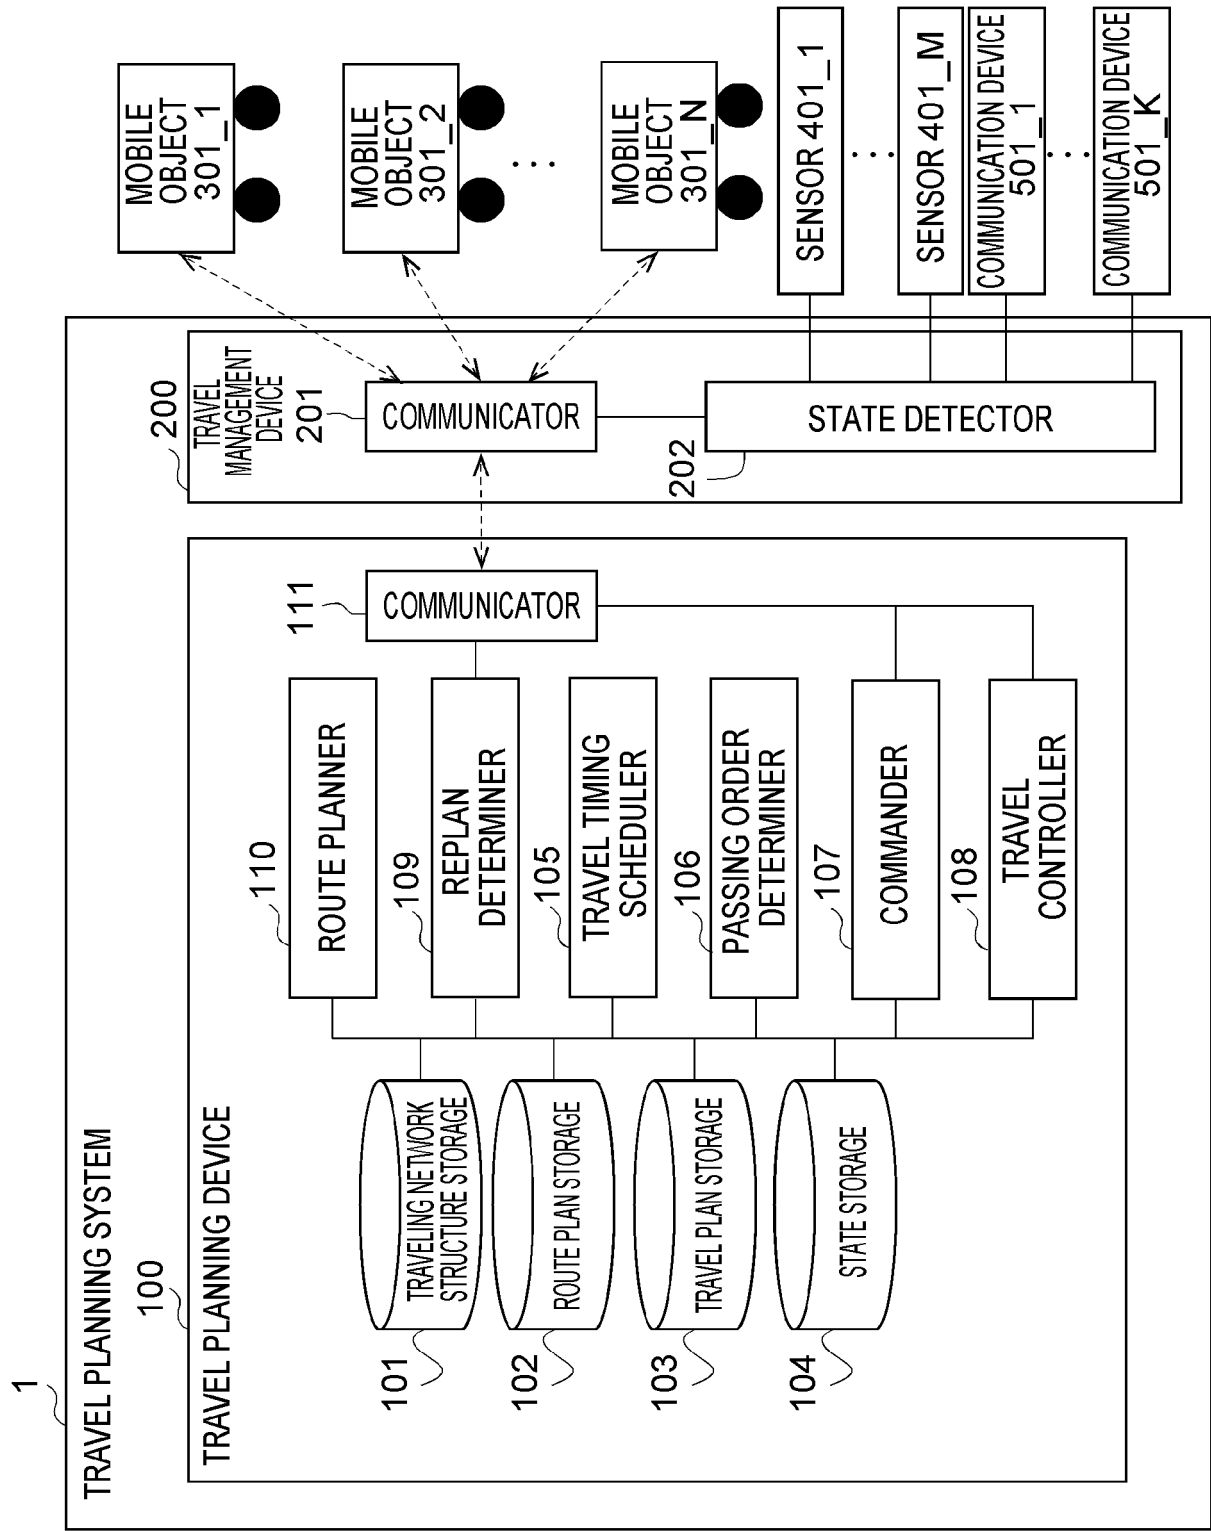 1
TRAVEL PLANNING SYSTEM
100
TRAVEL PLANNING DEVICE
101
TRAVELING NETWORK
STRUCTURE STORAGE
102
ROUTE PLAN STORAGE
103
TRAVEL PLAN STORAGE
104
STATE STORAGE
110
ROUTE PLANNER
109
REPLAN
DETERMINER
105
TRAVEL TIMING
SCHEDULER
106
PASSING ORDER
DETERMINER
107
COMMANDER
108
TRAVEL
CONTROLLER
111
COMMUNICATOR
200
TRAVEL
MANAGEMENT
DEVICE
201
COMMUNICATOR
202
STATE DETECTOR
MOBILE
OBJECT
301_1
MOBILE
OBJECT
301_2
...
MOBILE
OBJECT
301_N
SENSOR 401_1
...
SENSOR 401_M
COMMUNICATION DEVICE
501_1
...
COMMUNICATION DEVICE
501_K